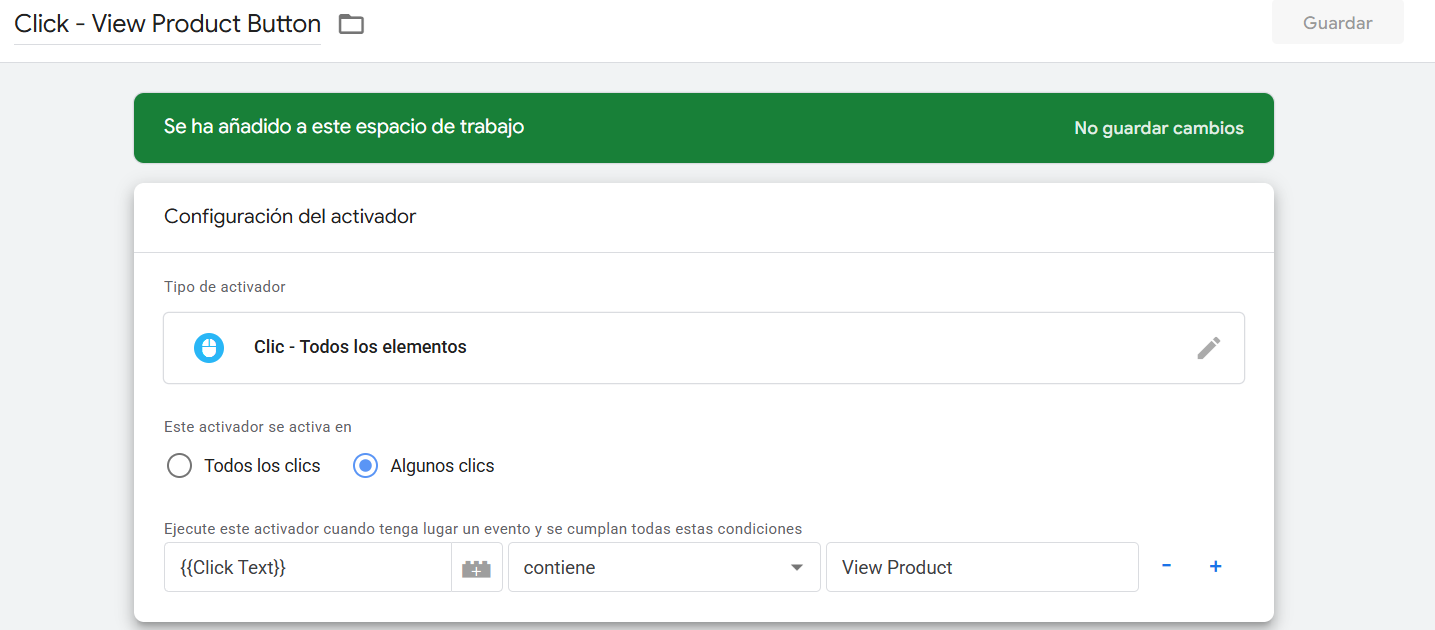 Click - View Product Button
Guardar
Se ha añadido a este espacio de trabajo
No guardar cambios
Configuración del activador
Tipo de activador
Clic - Todos los elementos
Este activador se activa en
Todos los clics
Algunos clics
Ejecute este activador cuando tenga lugar un evento y se cumplan todas estas condiciones
{{Click Text}}
contiene
View Product
- +